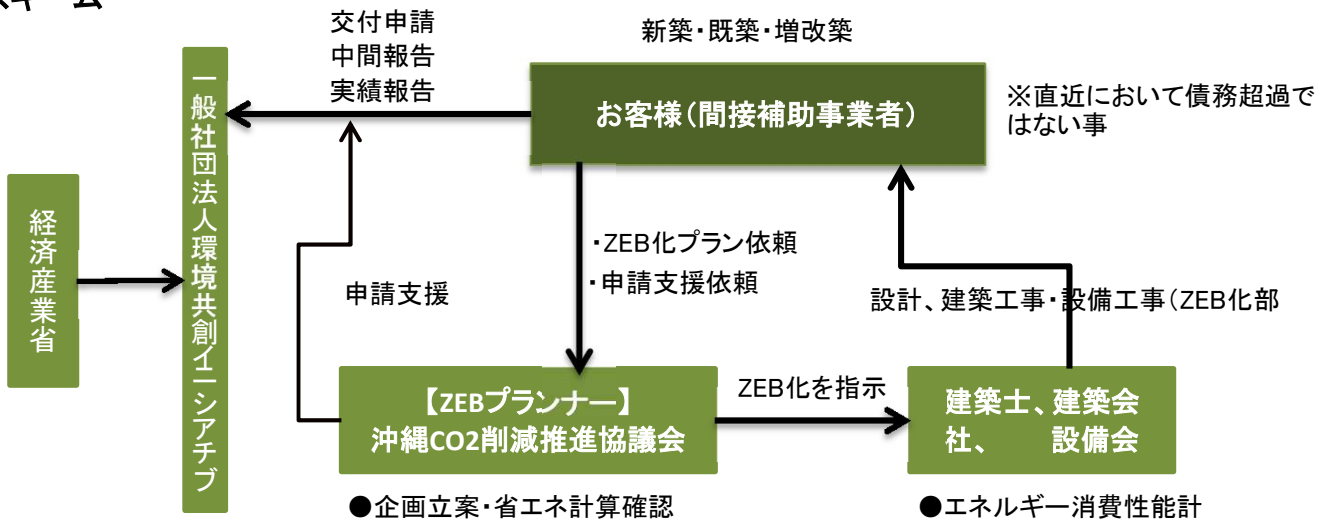 交付申請
中間報告
実績報告
新築・既築・増改築
一般社団法人環境共創イニーシアチブ
お客様（間接補助事業者）
※直近において債務超過で
はない事
経済産業省
・ZEB化プラン依頼
・申請支援依頼
申請支援
設計、建築工事・設備工事（ZEB化部
【ZEBプランナー】
沖縄CO2削減推進協議会
ZEB化を指示
建築士、建築会
社、　　設備会
●企画立案・省エネ計算確認
●エネルギー消費性能計